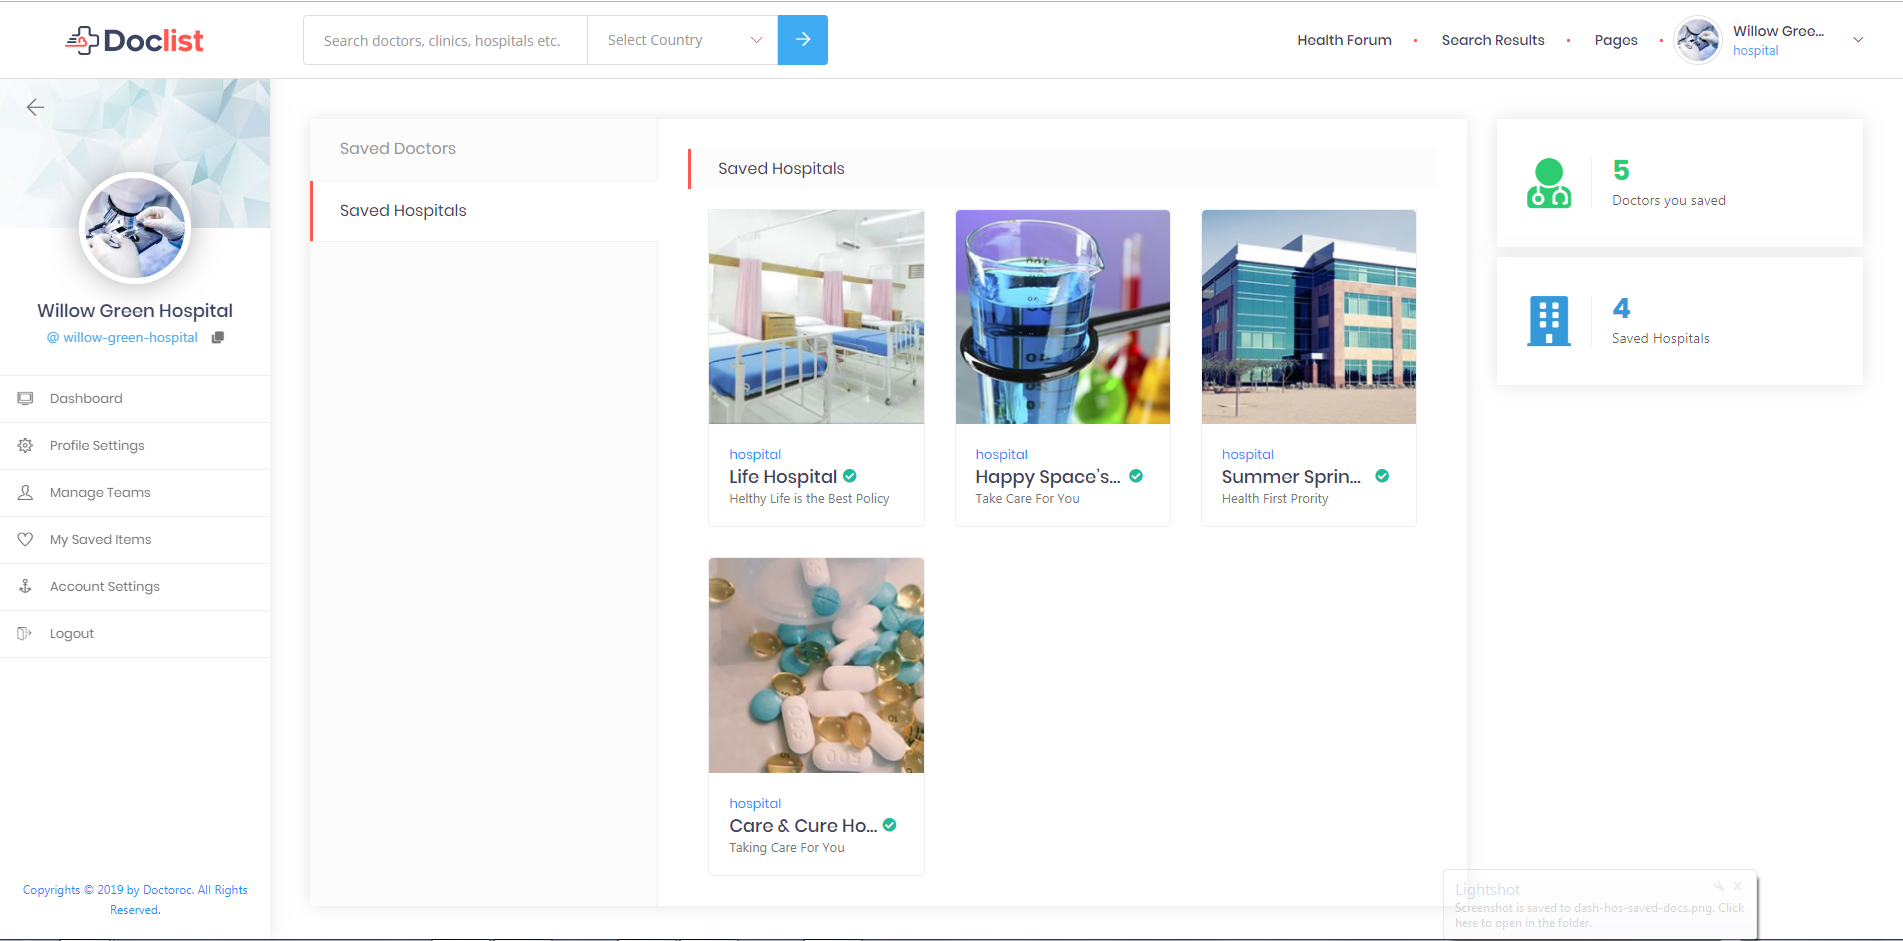 Doclist
Search doctors, clinics, hospitals etc.
Select Country
Health Forum
Search Results
Pages
Willow Gree...
hospital
Willow Green Hospital
@ willow-green-hospital
Dashboard
Profile Settings
Manage Teams
My Saved Items
Account Settings
Logout
Copyrights © 2019 by Doctoroc. All Rights
Reserved.
Saved Doctors
Saved Hospitals
Saved Hospitals
hospital
Life Hospital
Helthy Life is the Best Policy
hospital
Happy Space's...
Take Care For You
hospital
Summer Sprin...
Health First Prority
hospital
Care & Cure Ho...
Taking Care For You
5
Doctors you saved
4
Saved Hospitals
Lightshot
Screenshot is saved to dash-hos-saved-docs.png. Click
here to open in the folder.